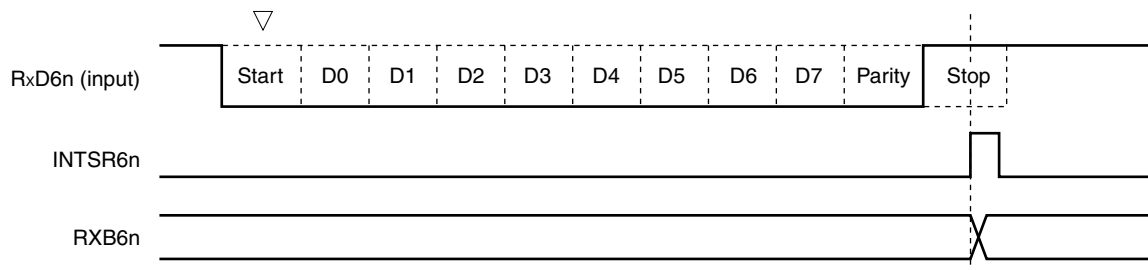 RxD6n (input) Start D0 D1 D2 D3 D4 D5 D6 D7 Parity Stop
INTSR6n
RXB6n